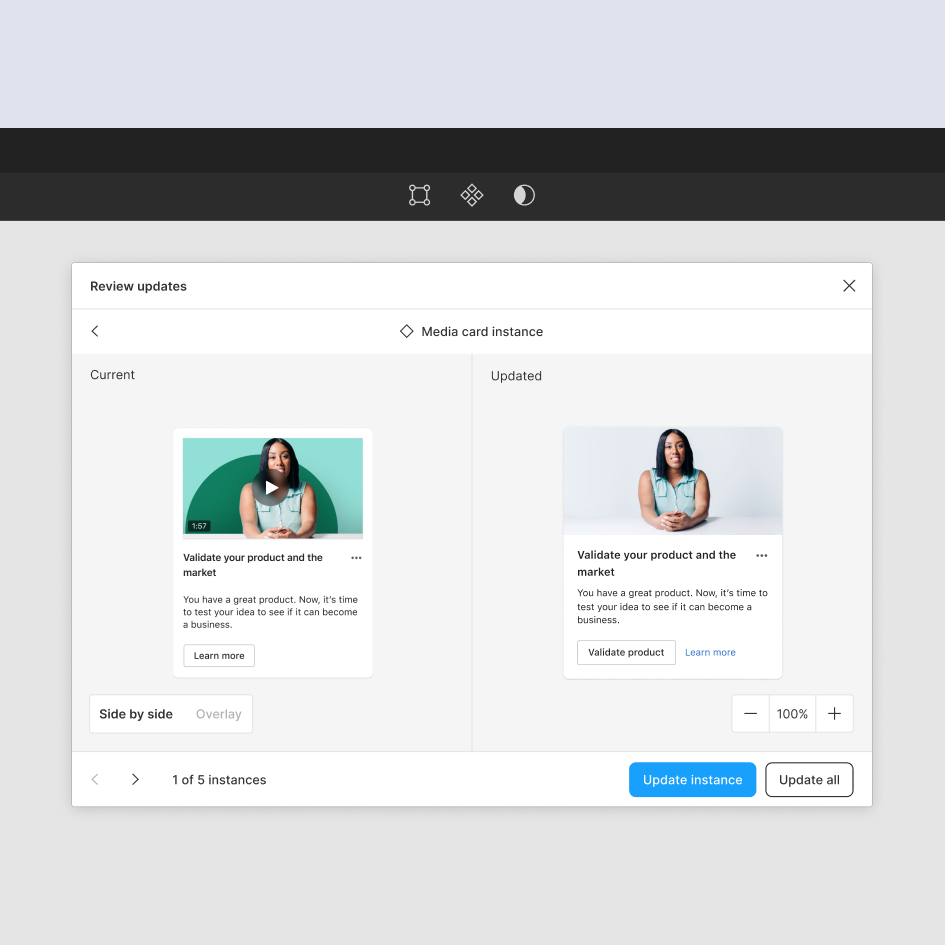 Review updates
Media card instance
Current
Updated
1:57
Validate your product and the
market
You have a great product. Now, it's time
to test your idea to see if it can become
a business.
Learn more
Validate your product and the
market
You have a great product. Now, it's time to
test your idea to see if it can become a
business.
Validate product
Learn more
Side by side
Overlay
100%
1 of 5 instances
Update instance
Update all